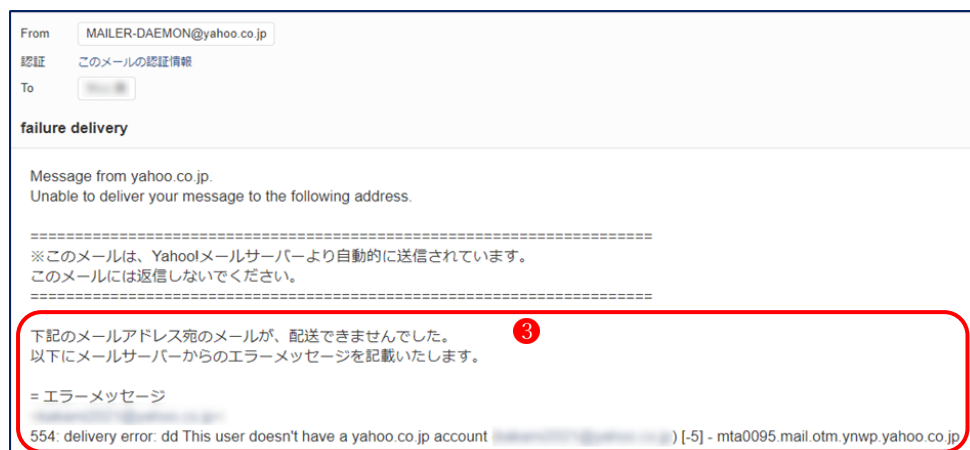 From MAILER-DAEMON@yahoo.co.jp
認証 このメールの認証情報
To
failure delivery
Message from yahoo.co.jp.
Unable to deliver your message to the following address.
=====================================================================
※このメールは、Yahoo!メールサーバーより自動的に送信されています。
このメールには返信しないでください。
=====================================================================
下記のメールアドレス宛のメールが、配送できませんでした。
3
以下にメールサーバーからのエラーメッセージを記載いたします。
= エラーメッセージ
554: delivery error: dd This user doesn't have a yahoo.co.jp account ) [-5] - mta0095.mail.otm.ynwp.yahoo.co.jp